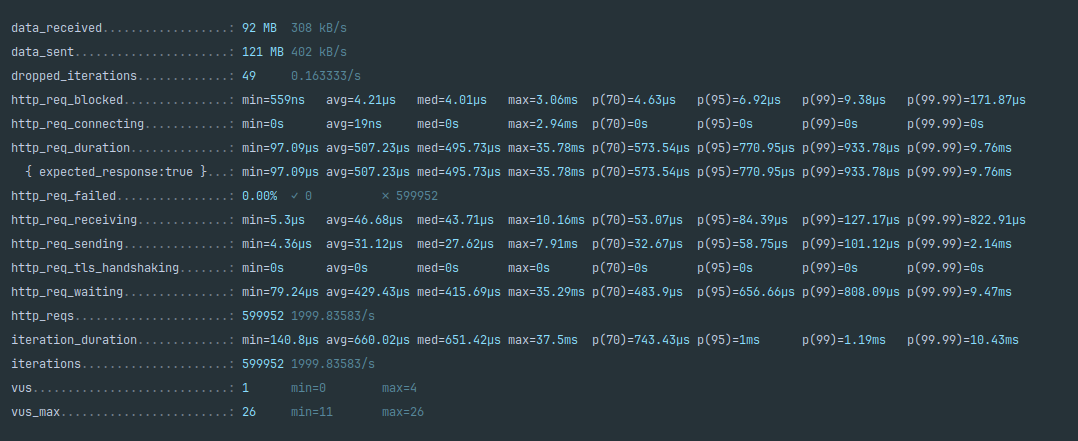 data_received..................: 92 MB 308 kB/s
data_sent......................: 121 MB 402 kB/s
dropped_iterations.............: 49 0.163333/s
http_req_blocked...............: min=559ns avg=4.21µs med=4.01µs max=3.06ms p(70)=4.63µs p(95)=6.92µs p(99)=9.38µs p(99.99)=171.87µs
http_req_connecting............: min=0s avg=19ns med=0s max=2.94ms p(70)=0s p(95)=0s p(99)=0s p(99.99)=0s
http_req_duration..............: min=97.09µs avg=507.23µs med=495.73µs max=35.78ms p(70)=573.54µs p(95)=770.95µs p(99)=933.78µs p(99.99)=9.76ms
{ expected_response:true }...: min=97.09µs avg=507.23µs med=495.73µs max=35.78ms p(70)=573.54µs p(95)=770.95µs p(99)=933.78µs p(99.99)=9.76ms
http_req_failed................: 0.00% ✓ 0 ✗ 599952
http_req_receiving.............: min=5.3µs avg=46.68µs med=43.71µs max=10.16ms p(70)=53.07µs p(95)=84.39µs p(99)=127.17µs p(99.99)=822.91µs
http_req_sending...............: min=4.36µs avg=31.12µs med=27.62µs max=7.91ms p(70)=32.67µs p(95)=58.75µs p(99)=101.12µs p(99.99)=2.14ms
http_req_tls_handshaking.......: min=0s avg=0s med=0s max=0s p(70)=0s p(95)=0s p(99)=0s p(99.99)=0s
http_req_waiting...............: min=79.24µs avg=429.43µs med=415.69µs max=35.29ms p(70)=483.9µs p(95)=656.66µs p(99)=808.09µs p(99.99)=9.47ms
http_reqs......................: 599952 1999.83583/s
iteration_duration.............: min=140.8µs avg=660.02µs med=651.42µs max=37.5ms p(70)=743.43µs p(95)=1ms p(99)=1.19ms p(99.99)=10.43ms
iterations.....................: 599952 1999.83583/s
vus............................: 1 min=0 max=4
vus_max........................: 26 min=11 max=26